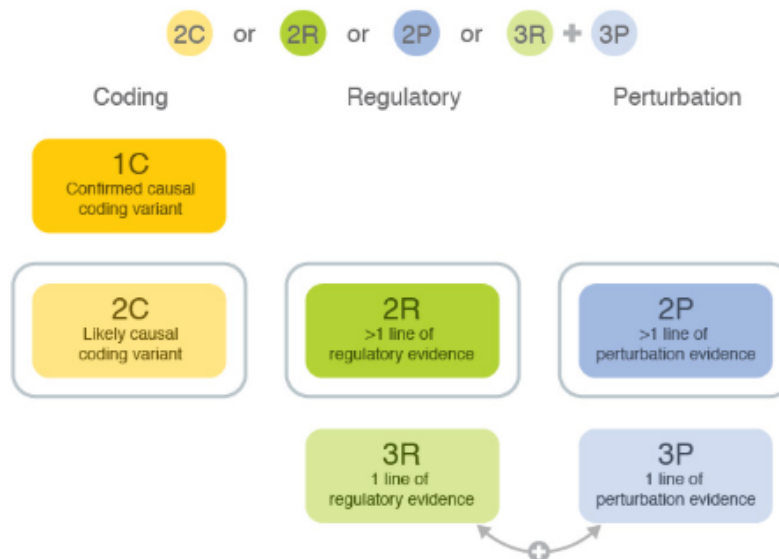 2C or 2R or 2P or 3R + 3P
Coding Regulatory Perturbation
1C
Confirmed causal
coding variant
2C
Likely causal
coding variant
2R
>1 line of
regulatory evidence
2P
>1 line of
perturbation evidence
3R
1 line of
regulatory evidence
3P
1 line of
perturbation evidence
+